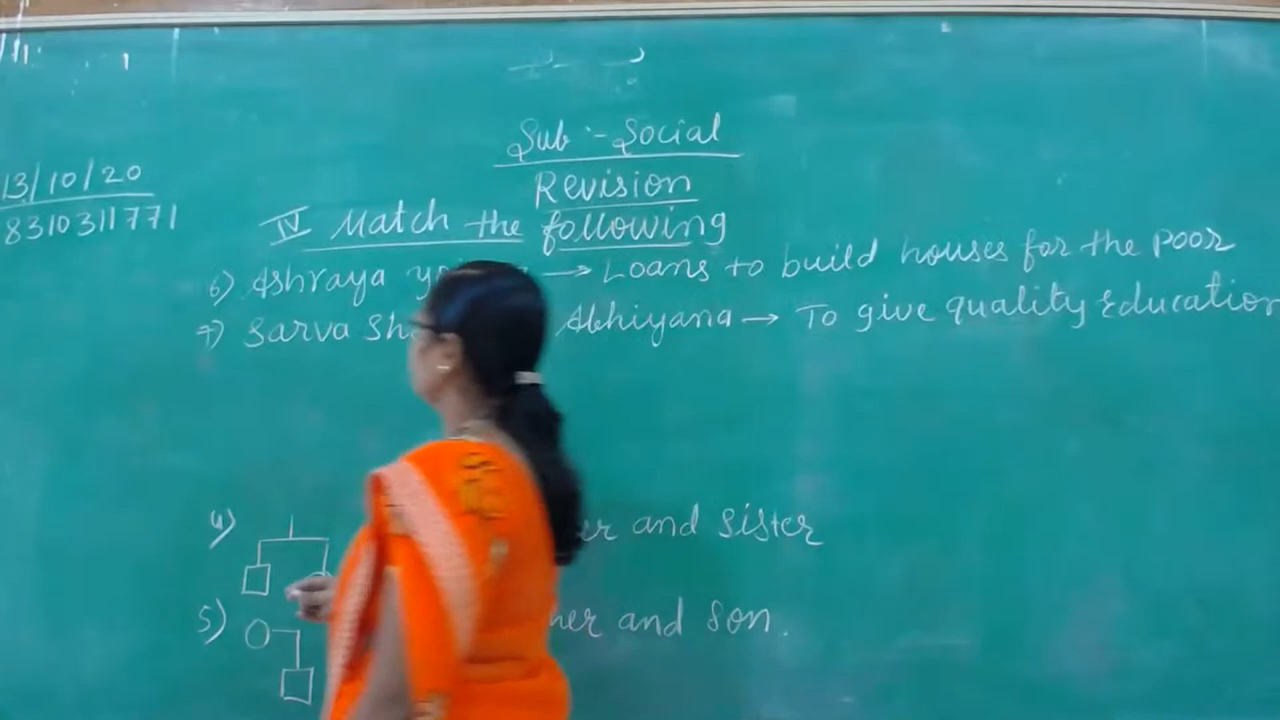 Sub :- Social
Revision
13/10/20
8310311771
IV Match the following
6) Ashraya → Loans to build houses for the poor
7) Sarva Abhiyana → To give quality Education
4) and sister
5) and son.